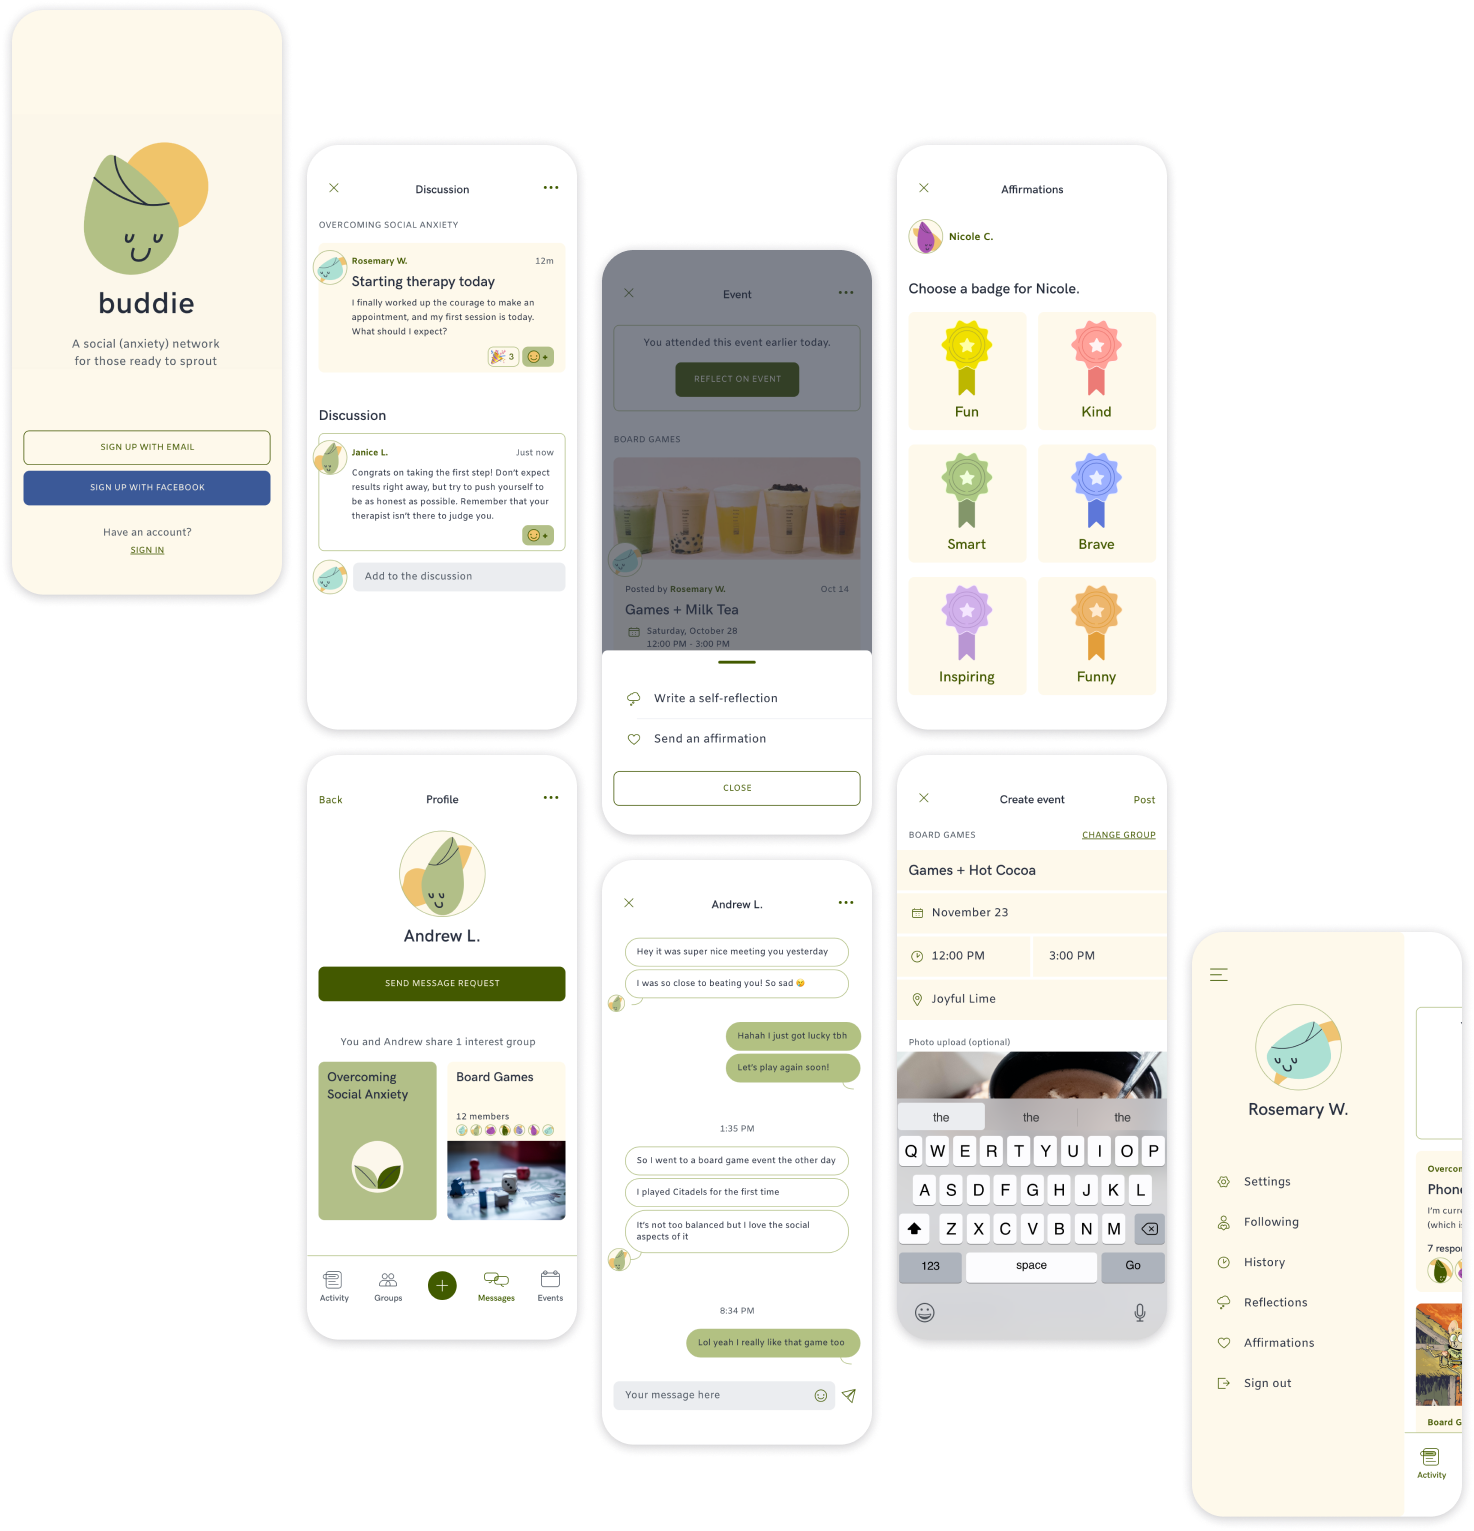 buddie
A social (anxiety) network
for those ready to sprout
SIGN UP WITH EMAIL
SIGN UP WITH FACEBOOK
Have an account?
SIGN IN
Discussion
OVERCOMING SOCIAL ANXIETY
Rosemary W. 12m
Starting therapy today
I finally worked up the courage to make an
appointment, and my first session is today.
What should I expect?
3 +
Discussion
Janice L. Just now
Congrats on taking the first step! Don't expect
results right away, but try to push yourself to
be as honest as possible. Remember that your
therapist isn't there to judge you.
+
Add to the discussion
Event
You attended this event earlier today.
REFLECT ON EVENT
BOARD GAMES
Posted by Rosemary W. Oct 14
Games + Milk Tea
Saturday, October 28
12:00 PM - 3:00 PM
Write a self-reflection
Send an affirmation
CLOSE
Affirmations
Nicole C.
Choose a badge for Nicole.
Fun Kind
Smart Brave
Inspiring Funny
Back Profile
Andrew L.
SEND MESSAGE REQUEST
You and Andrew share 1 interest group
Overcoming
Social Anxiety
Board Games
12 members
Activity Groups Messages Events
Andrew L.
Hey it was super nice meeting you yesterday
I was so close to beating you! So sad 😢
Hahah I just got lucky tbh
Let's play again soon!
1:35 PM
So I went to a board game event the other day
I played Citadels for the first time
It's not too balanced but I love the social
aspects of it
8:34 PM
Lol yeah I really like that game too
Your message here
Create event Post
BOARD GAMES CHANGE GROUP
Games + Hot Cocoa
November 23
12:00 PM 3:00 PM
Joyful Lime
Photo upload (optional)
the the the
Q W E R T Y U I O P
A S D F G H J K L
Z X C V B N M
123 space Go
Rosemary W.
Settings
Following
History
Reflections
Affirmations
Sign out
Overcom
Phone
I'm curre
(which is
7 respon
Board G
Activity